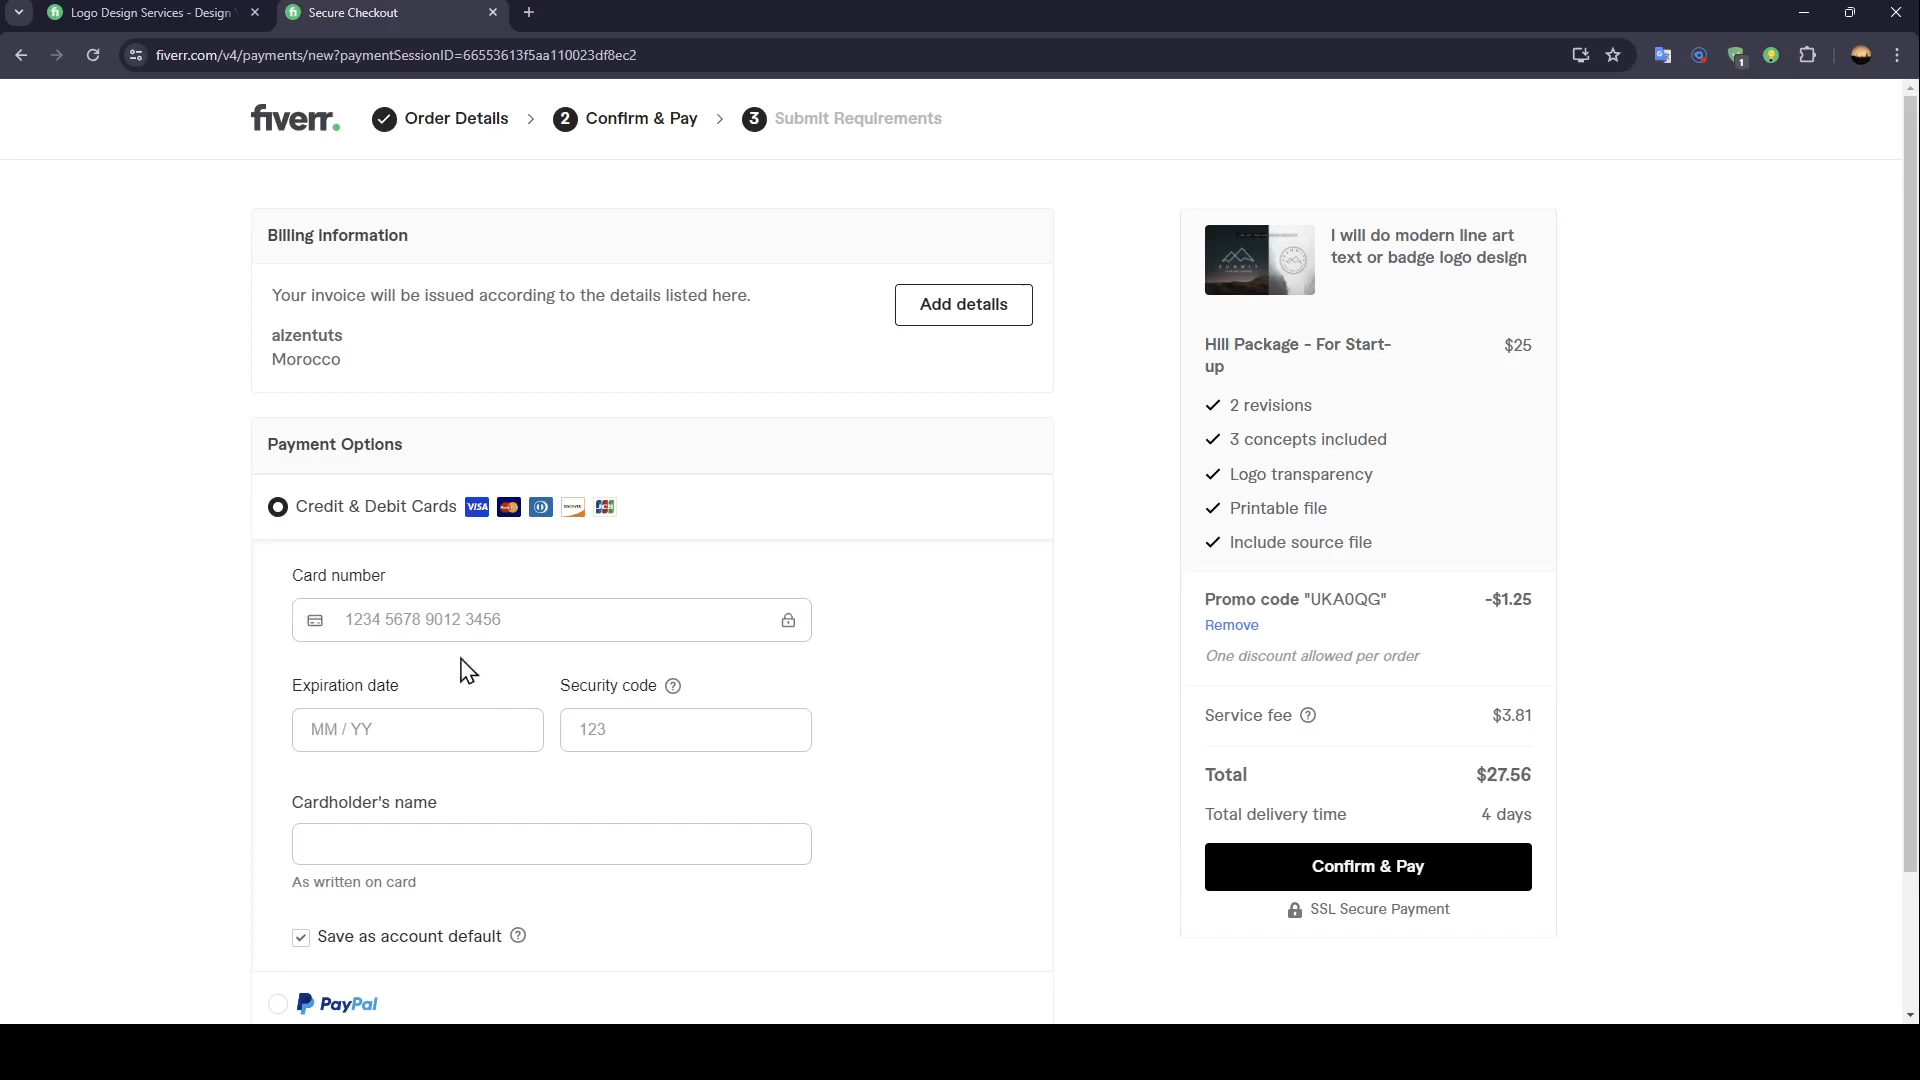 Logo Design Services - Design
Secure Checkout
fiverr.com/v4/payments/new?paymentSessionID=66553613f5aa110023df8ec2
1
fiverr.
Order Details
2 Confirm & Pay
3 Submit Requirements
Billing information
Your invoice will be issued according to the details listed here.
Add details
alzentuts
Morocco
Payment Options
Credit & Debit Cards VISA DISCOVER JCB
Card number
1234 5678 9012 3456
Expiration date
Security code
MM / YY
123
Cardholder's name
As written on card
Save as account default
PayPal
SUMMIT
I will do modern line art
text or badge logo design
Hill Package - For Start-
up
$25
2 revisions
3 concepts included
Logo transparency
Printable file
Include source file
Promo code "UKA0QG"
-$1.25
Remove
One discount allowed per order
Service fee
$3.81
Total
$27.56
Total delivery time
4 days
Confirm & Pay
SSL Secure Payment